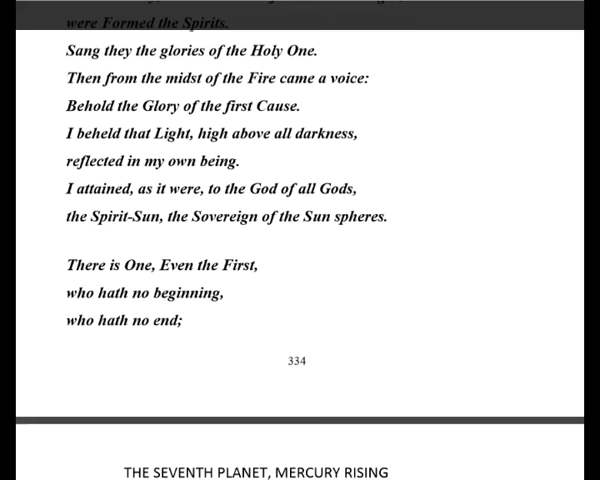 were Formed the Spirits.
Sang they the glories of the Holy One.
Then from the midst of the Fire came a voice:
Behold the Glory of the first Cause.
I beheld that Light, high above all darkness,
reflected in my own being.
I attained, as it were, to the God of all Gods,
the Spirit-Sun, the Sovereign of the Sun spheres.
There is One, Even the First,
who hath no beginning,
who hath no end;
334
THE SEVENTH PLANET, MERCURY RISING